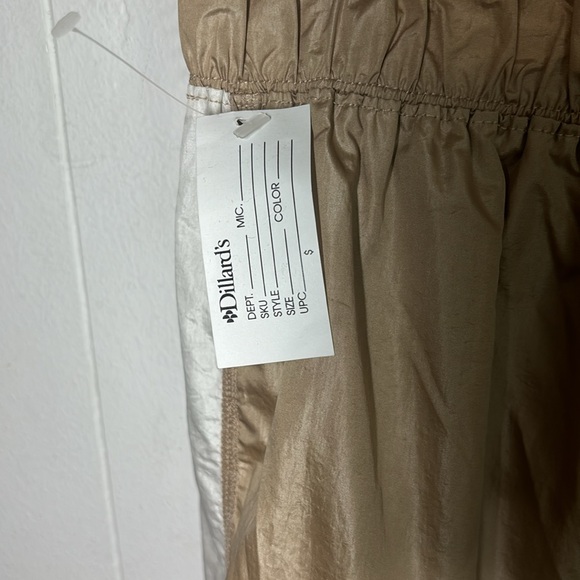 Dillard's
DEPT. MIC.
SKU
STYLE COLOR
SIZE
UPC $